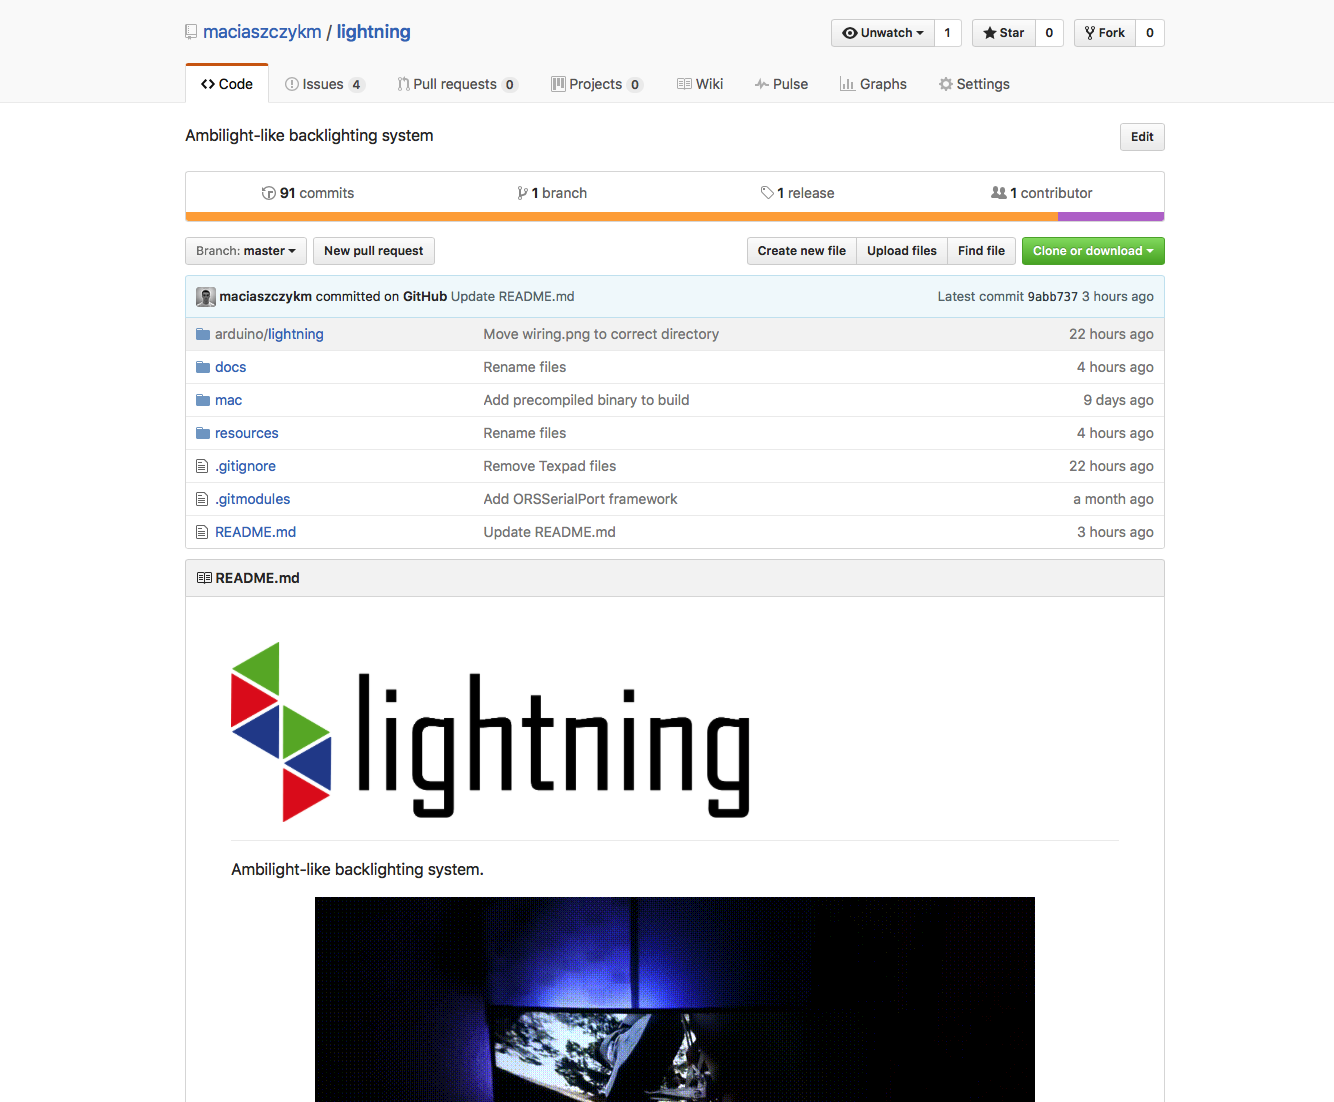 maciaszczykm / lightning
Unwatch 1 Star 0 Fork 0
Code Issues 4 Pull requests 0 Projects 0 Wiki Pulse Graphs Settings
Ambilight-like backlighting system
Edit
91 commits 1 branch 1 release 1 contributor
Branch: master New pull request Create new file Upload files Find file Clone or download
maciaszczykm committed on GitHub Update README.md Latest commit 9abb737 3 hours ago
arduino/lightning Move wiring.png to correct directory 22 hours ago
docs Rename files 4 hours ago
mac Add precompiled binary to build 9 days ago
resources Rename files 4 hours ago
.gitignore Remove Texpad files 22 hours ago
.gitmodules Add ORSSerialPort framework a month ago
README.md Update README.md 3 hours ago
README.md
lightning
Ambilight-like backlighting system.